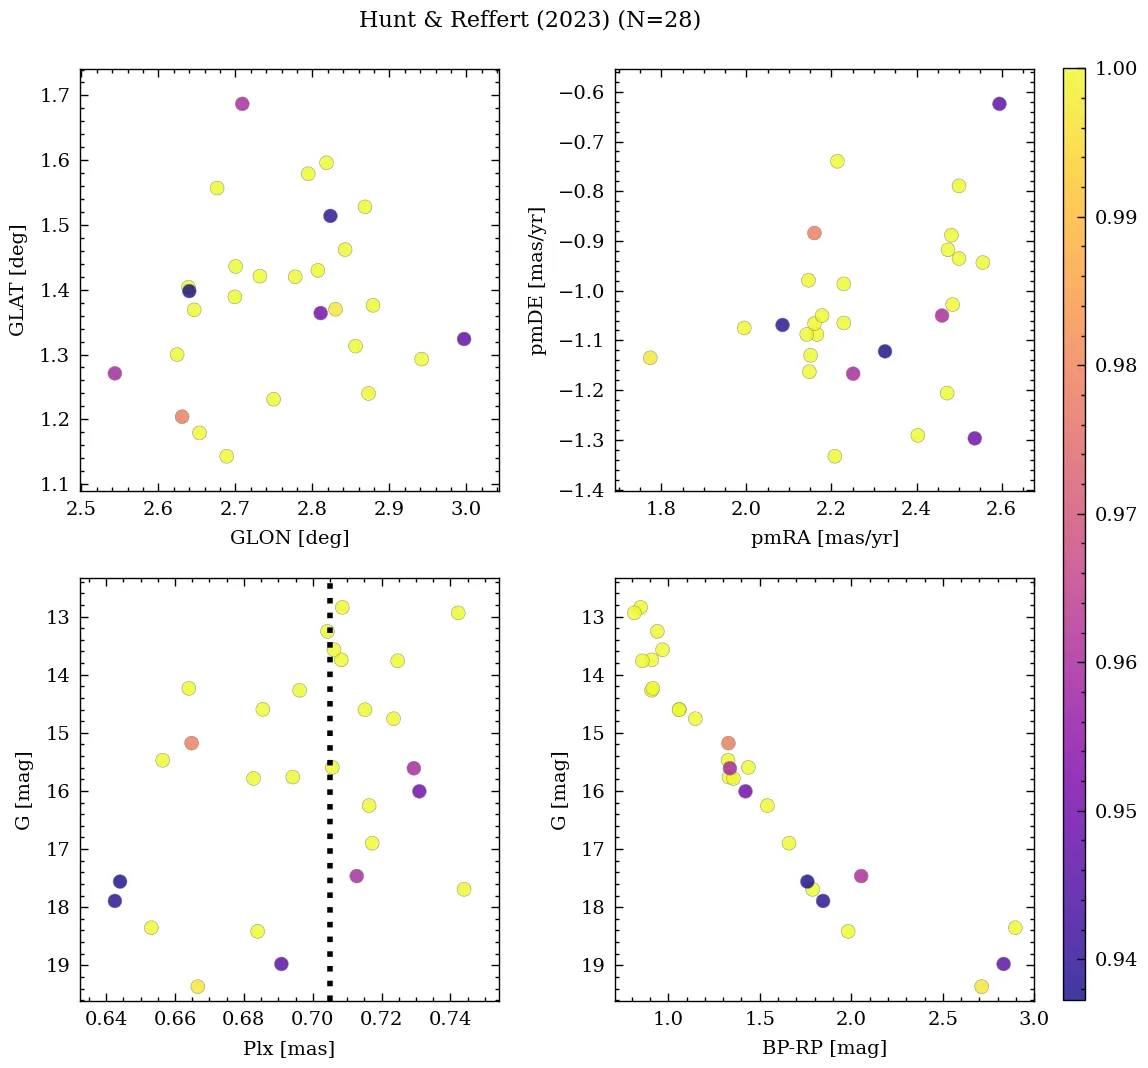 Hunt & Reffert (2023) (N=28)
1.7
1.6
1.5
1.4
1.3
1.2
1.1
GLAT [deg]
2.5 2.6 2.7 2.8 2.9 3.0
GLON [deg]
−0.6
−0.7
−0.8
−0.9
−1.0
−1.1
−1.2
−1.3
−1.4
pmDE [mas/yr]
1.8 2.0 2.2 2.4 2.6
pmRA [mas/yr]
13
14
15
16
17
18
19
G [mag]
0.64 0.66 0.68 0.70 0.72 0.74
Plx [mas]
13
14
15
16
17
18
19
G [mag]
1.0 1.5 2.0 2.5 3.0
BP-RP [mag]
1.00
0.99
0.98
0.97
0.96
0.95
0.94